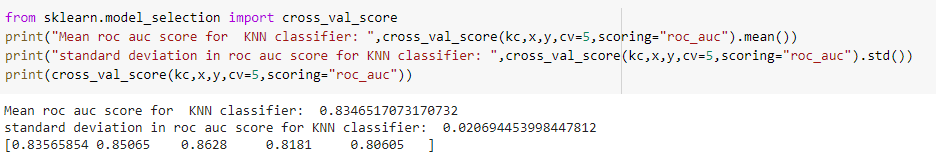 from sklearn.model_selection import cross_val_score
print("Mean roc auc score for  KNN classifier: ",cross_val_score(kc,x,y,cv=5,scoring="roc_auc").mean())
print("standard deviation in roc auc score for KNN classifier: ",cross_val_score(kc,x,y,cv=5,scoring="roc_auc").std())
print(cross_val_score(kc,x,y,cv=5,scoring="roc_auc"))
Mean roc auc score for  KNN classifier:  0.8346517073170732
standard deviation in roc auc score for KNN classifier:  0.020694453998447812
[0.83565854 0.85065    0.8628     0.8181     0.80605   ]